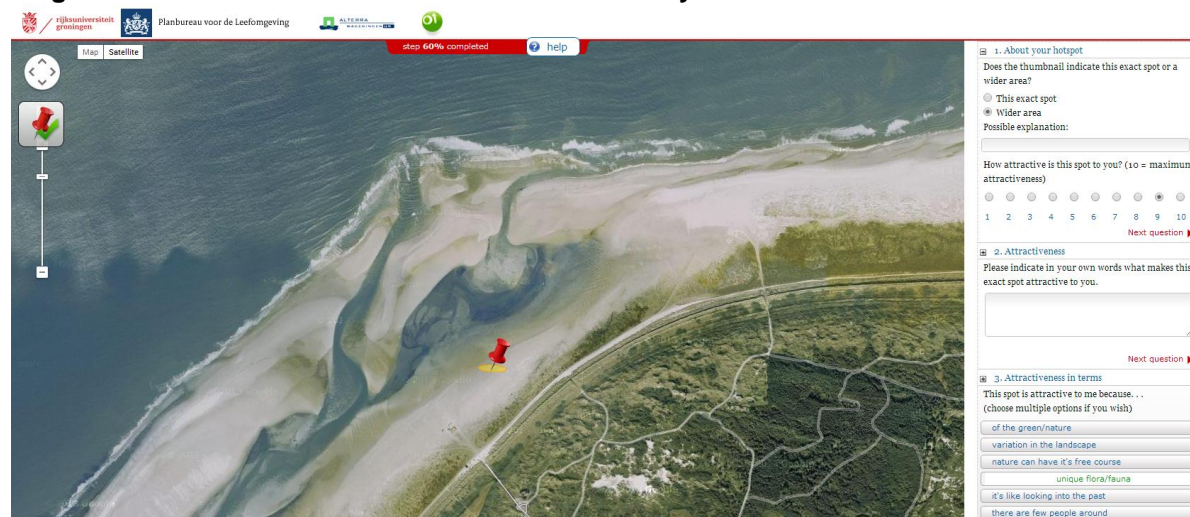 rijksuniversiteit
groningen
Planbureau voor de Leefomgeving
ALTERRA
WAGENINGEN UR
step 60% completed
help
Map Satellite
1. About your hotspot
Does the thumbnail indicate this exact spot or a
wider area?
This exact spot
Wider area
Possible explanation:
How attractive is this spot to you? (10 = maximum
attractiveness)
1 2 3 4 5 6 7 8 9 10
Next question
2. Attractiveness
Please indicate in your own words what makes this
exact spot attractive to you.
Next question
3. Attractiveness in terms
This spot is attractive to me because. . .
(choose multiple options if you wish)
of the green/nature
variation in the landscape
nature can have it's free course
unique flora/fauna
it's like looking into the past
there are few people around